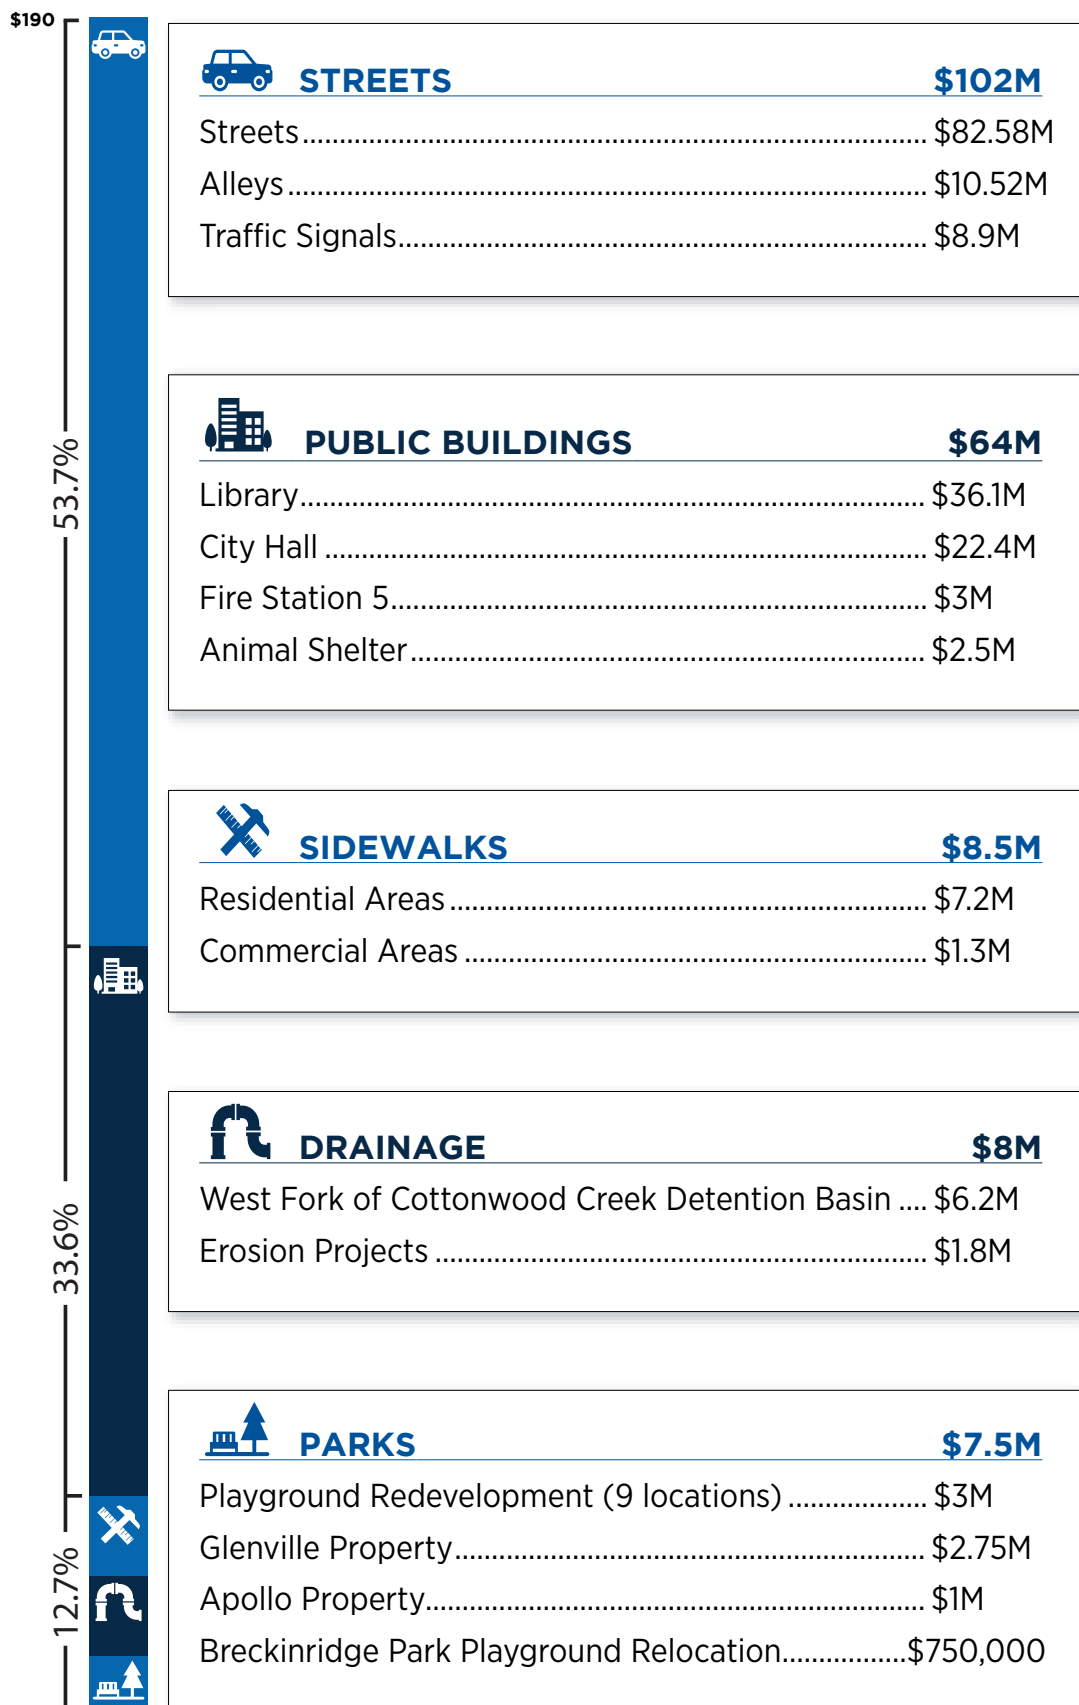 $190
53.7%
33.6%
12.7%
STREETS $102M
Streets........................................................................................ $82.58M
Alleys.......................................................................................... $10.52M
Traffic Signals........................................................................... $8.9M
PUBLIC BUILDINGS $64M
Library........................................................................................ $36.1M
City Hall ..................................................................................... $22.4M
Fire Station 5............................................................................ $3M
Animal Shelter......................................................................... $2.5M
SIDEWALKS $8.5M
Residential Areas .................................................................... $7.2M
Commercial Areas .................................................................. $1.3M
DRAINAGE $8M
West Fork of Cottonwood Creek Detention Basin .... $6.2M
Erosion Projects ...................................................................... $1.8M
PARKS $7.5M
Playground Redevelopment (9 locations) ................... $3M
Glenville Property.................................................................. $2.75M
Apollo Property...................................................................... $1M
Breckinridge Park Playground Relocation.................$750,000